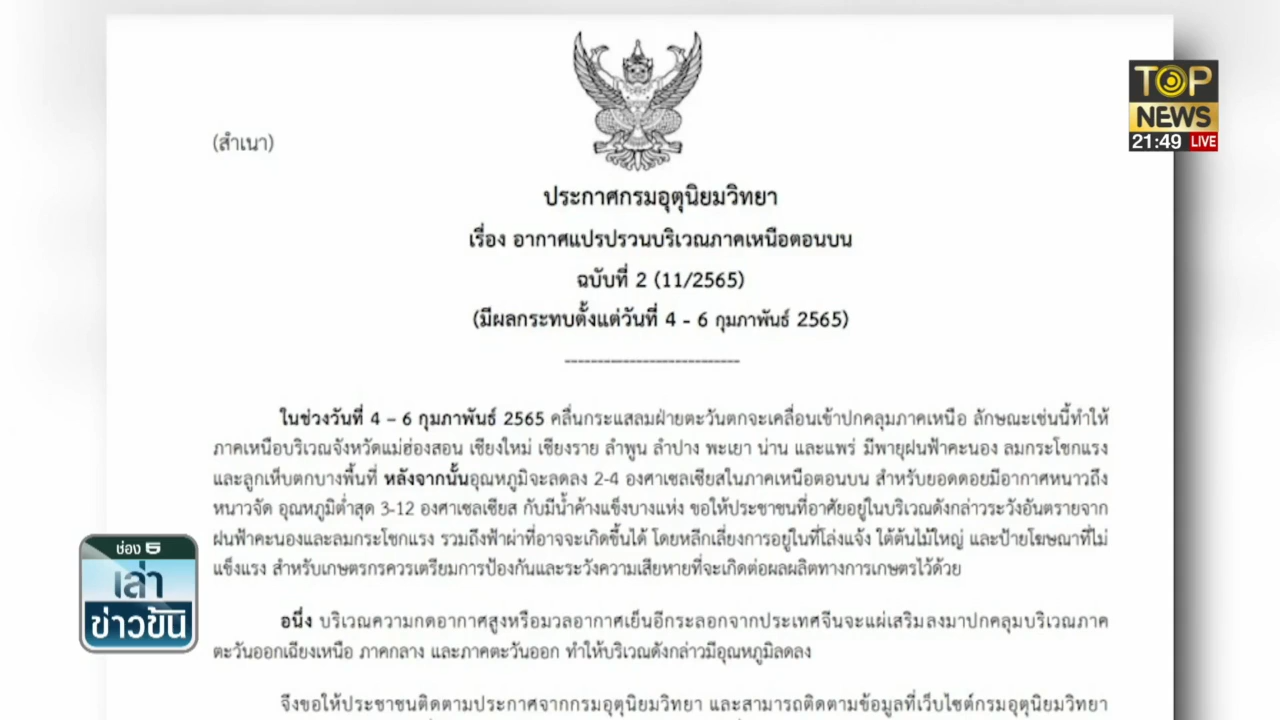 TOP
NEWS
21:49 LIVE
(สำเนา)
ประกาศกรมอุตุนิยมวิทยา
เรื่อง อากาศแปรปรวนบริเวณภาคเหนือตอนบน
ฉบับที่ 2 (11/2565)
(มีผลกระทบตั้งแต่วันที่ 4 - 6 กุมภาพันธ์ 2565)
---------------------------
ในช่วงวันที่ 4 – 6 กุมภาพันธ์ 2565 คลื่นกระแสลมฝ่ายตะวันตกจะเคลื่อนเข้าปกคลุมภาคเหนือ ลักษณะเช่นนี้ทำให้
ภาคเหนือบริเวณจังหวัดแม่ฮ่องสอน เชียงใหม่ เชียงราย ลำพูน ลำปาง พะเยา น่าน และแพร่ มีพายุฝนฟ้าคะนอง ลมกระโชกแรง
และลูกเห็บตกบางพื้นที่ หลังจากนั้นอุณหภูมิจะลดลง 2-4 องศาเซลเซียสในภาคเหนือตอนบน สำหรับยอดดอยมีอากาศหนาวถึง
หนาวจัด อุณหภูมิต่ำสุด 3-12 องศาเซลเซียส กับมีน้ำค้างแข็งบางแห่ง ขอให้ประชาชนที่อาศัยอยู่ในบริเวณดังกล่าวระวังอันตรายจาก
ฝนฟ้าคะนองและลมกระโชกแรง รวมถึงฟ้าผ่าที่อาจจะเกิดขึ้นได้ โดยหลีกเลี่ยงการอยู่ในที่โล่งแจ้ง ใต้ต้นไม้ใหญ่ และป้ายโฆษณาที่ไม่
แข็งแรง สำหรับเกษตรกรควรเตรียมการป้องกันและระวังความเสียหายที่จะเกิดต่อผลผลิตทางการเกษตรไว้ด้วย
อนึ่ง บริเวณความกดอากาศสูงหรือมวลอากาศเย็นอีกระลอกจากประเทศจีนจะแผ่เสริมลงมาปกคลุมบริเวณภาค
ตะวันออกเฉียงเหนือ ภาคกลาง และภาคตะวันออก ทำให้บริเวณดังกล่าวมีอุณหภูมิลดลง
จึงขอให้ประชาชนติดตามประกาศจากกรมอุตุนิยมวิทยา และสามารถติดตามข้อมูลที่เว็บไซต์กรมอุตุนิยมวิทยา
ช่อง 5
เล่า
ข่าวข้น